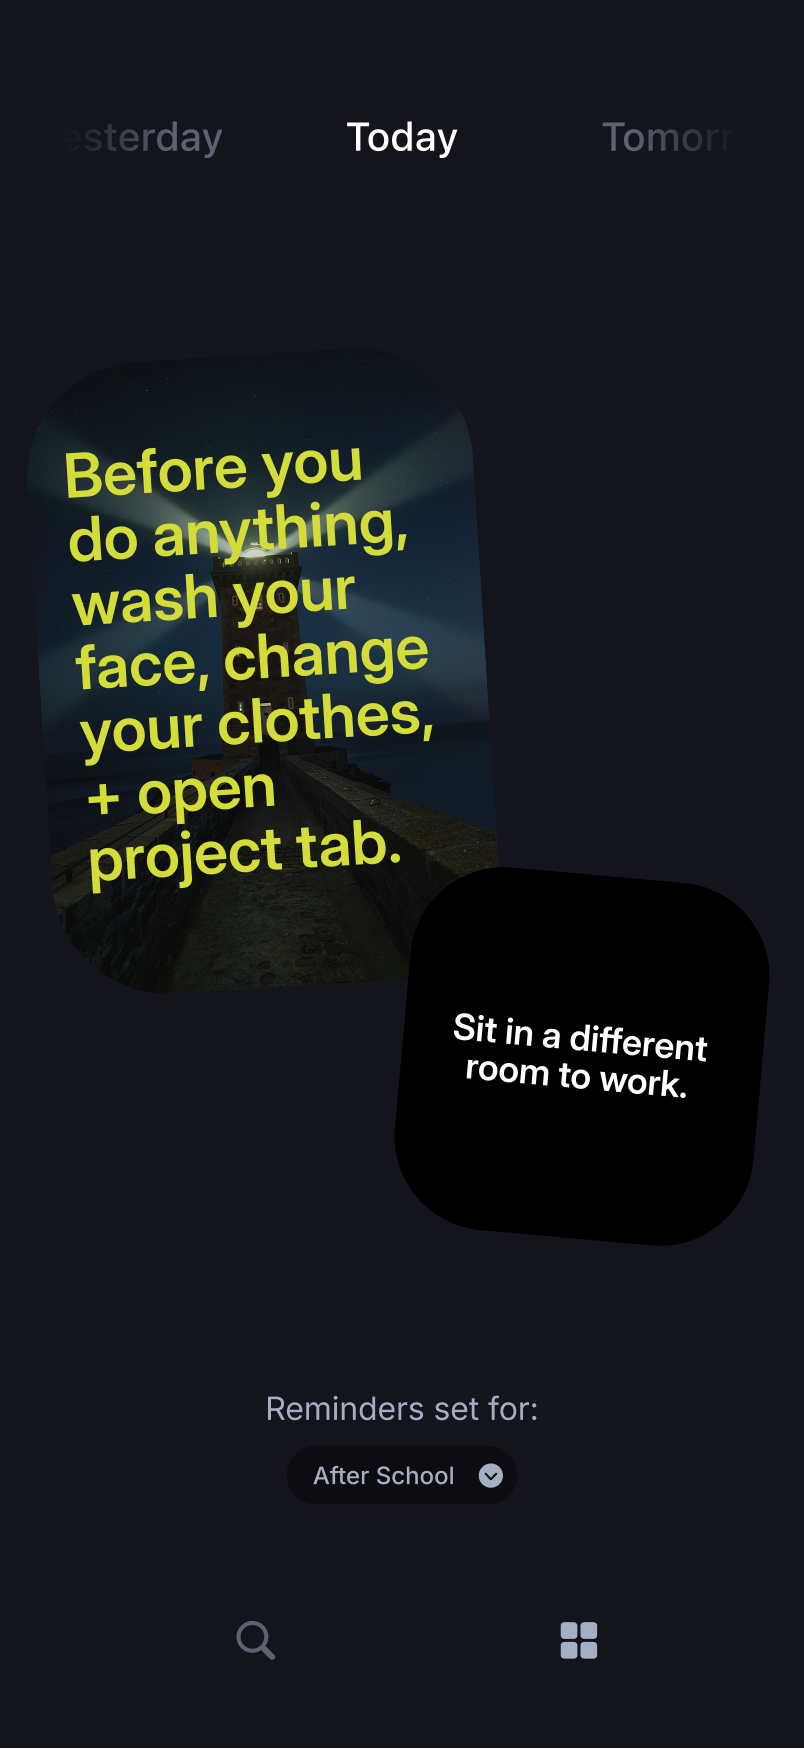 esterday
Today
Tomorr
Before you
do anything,
wash your
face, change
your clothes,
+ open
project tab.
Sit in a different
room to work.
Reminders set for:
After School